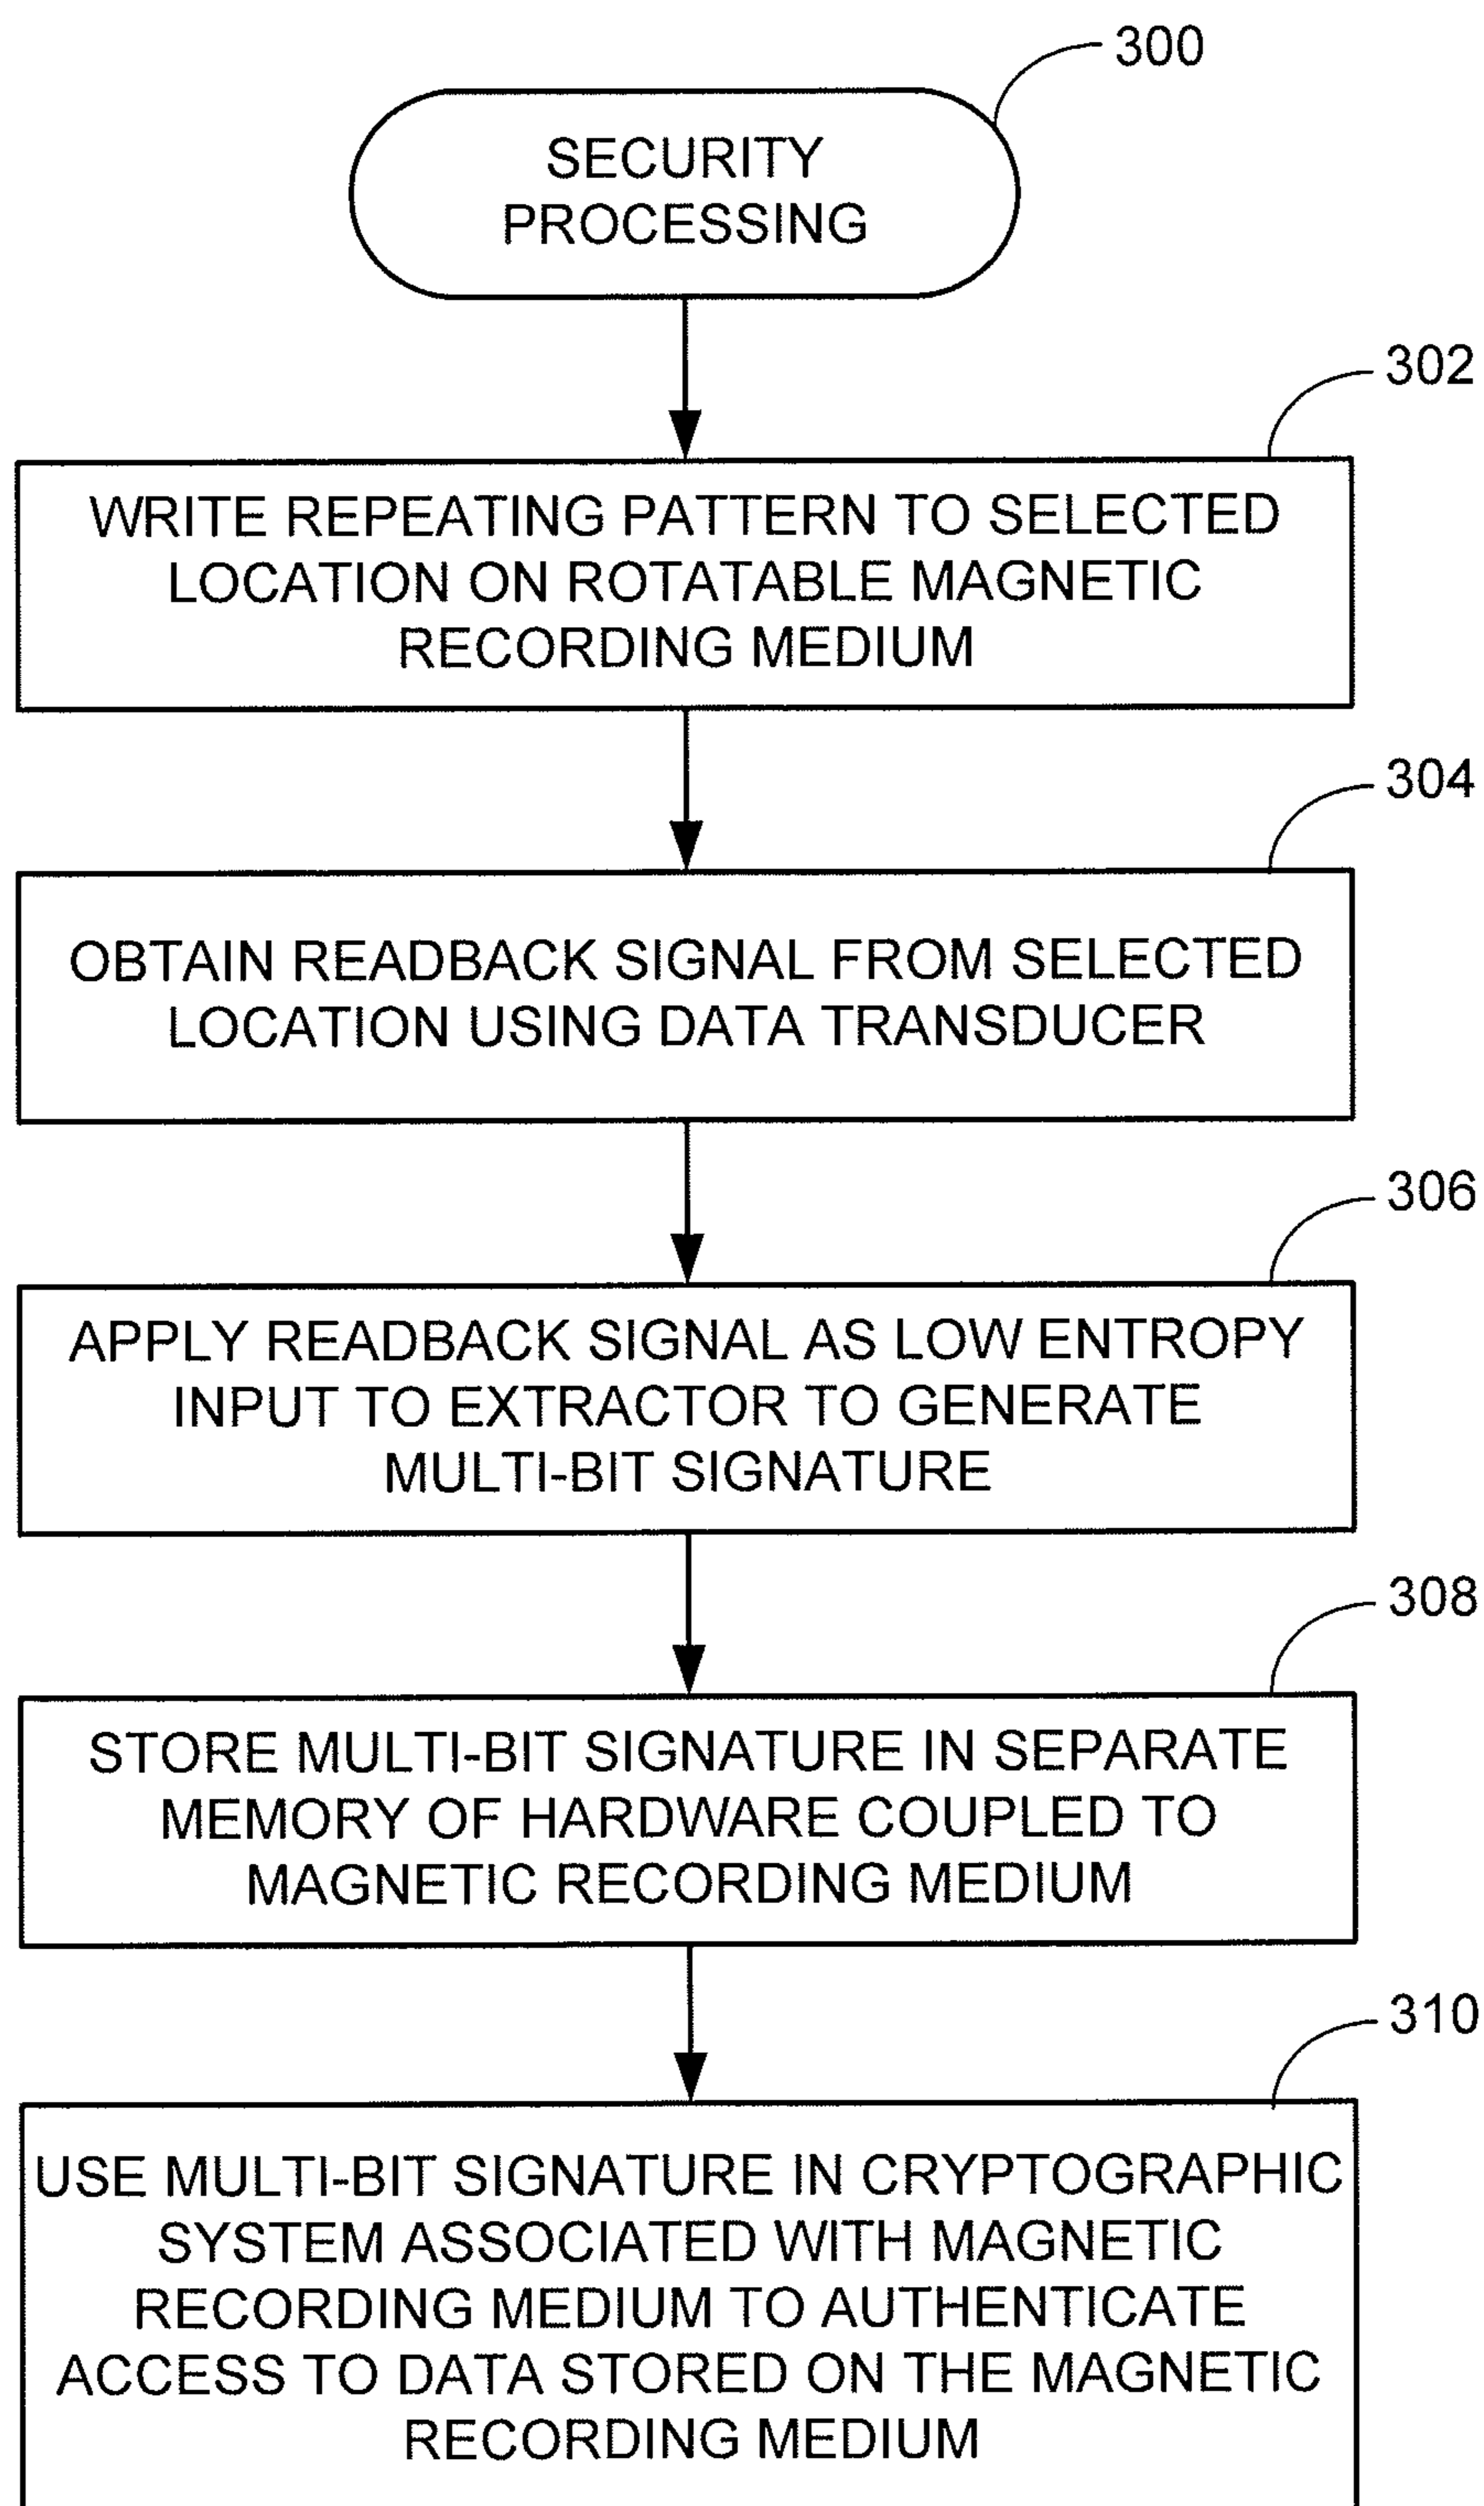 300
SECURITY
PROCESSING
302
WRITE REPEATING PATTERN TO SELECTED
LOCATION ON ROTATABLE MAGNETIC
RECORDING MEDIUM
304
OBTAIN READBACK SIGNAL FROM SELECTED
LOCATION USING DATA TRANSDUCER
306
APPLY READBACK SIGNAL AS LOW ENTROPY
INPUT TO EXTRACTOR TO GENERATE
MULTI-BIT SIGNATURE
308
STORE MULTI-BIT SIGNATURE IN SEPARATE
MEMORY OF HARDWARE COUPLED TO
MAGNETIC RECORDING MEDIUM
310
USE MULTI-BIT SIGNATURE IN CRYPTOGRAPHIC
SYSTEM ASSOCIATED WITH MAGNETIC
RECORDING MEDIUM TO AUTHENTICATE
ACCESS TO DATA STORED ON THE MAGNETIC
RECORDING MEDIUM